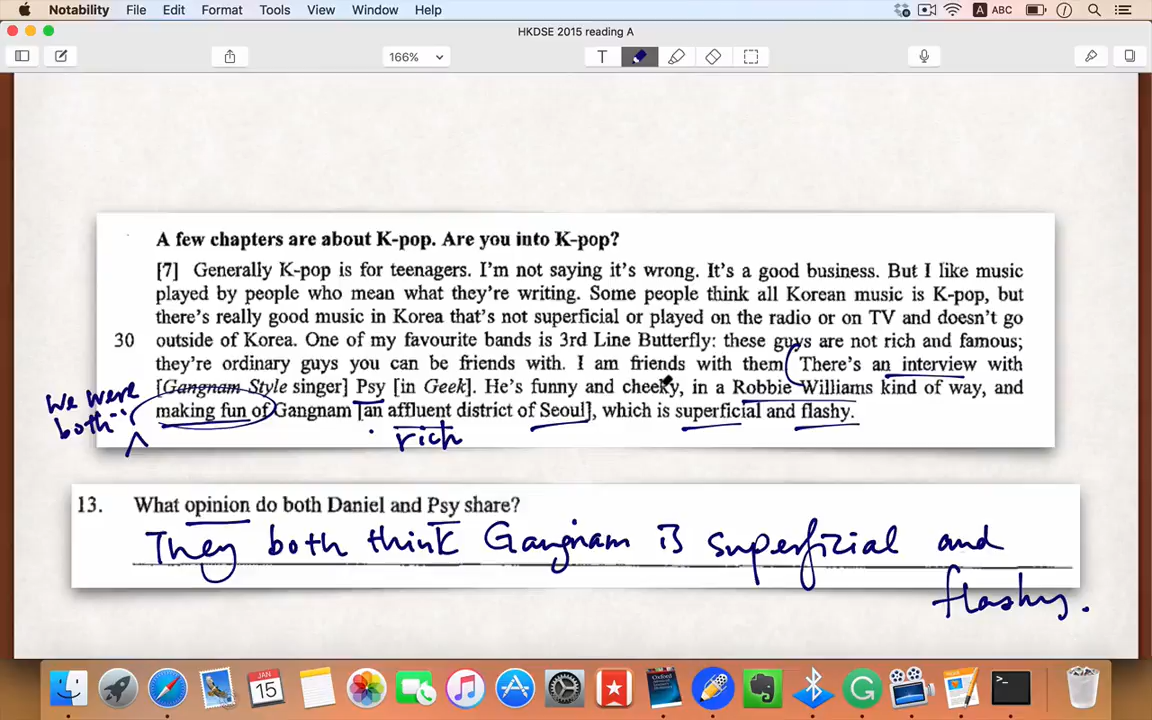 Notability File Edit Format Tools View Window Help A ABC
HKDSE 2015 reading A
166% T
A few chapters are about K-pop. Are you into K-pop?
[7] Generally K-pop is for teenagers. I'm not saying it's wrong. It's a good business. But I like music
played by people who mean what they're writing. Some people think all Korean music is K-pop, but
there's really good music in Korea that's not superficial or played on the radio or on TV and doesn't go
30 outside of Korea. One of my favourite bands is 3rd Line Butterfly: these guys are not rich and famous;
they're ordinary guys you can be friends with. I am friends with them. There's an interview with
[Gangnam Style singer] Psy [in Geek]. He's funny and cheeky, in a Robbie Williams kind of way, and
we were
both
making fun of Gangnam [an affluent district of Seoul], which is superficial and flashy.
rich
13. What opinion do both Daniel and Psy share?
They both think Gangnam is superficial and
flashy.
JAN
15
Oxford